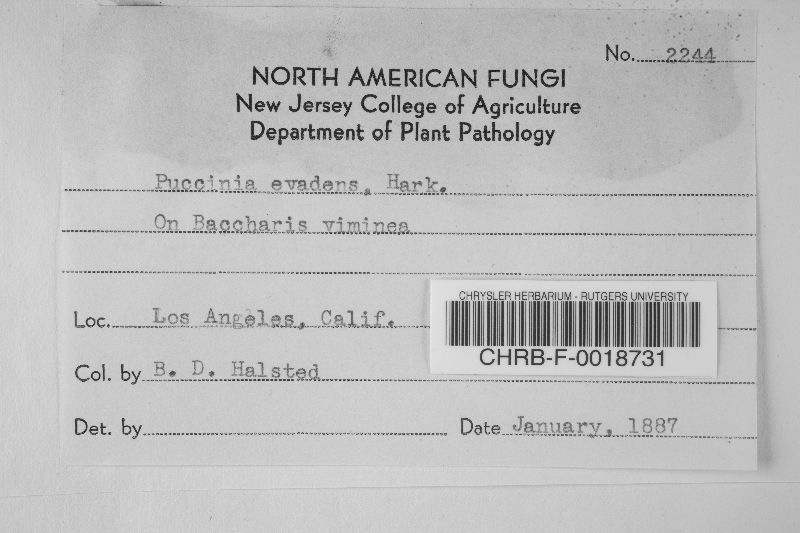 No. 2244
NORTH AMERICAN FUNGI
New Jersey College of Agriculture
Department of Plant Pathology
Puccinia evadens, Hark.
On Baccharis viminea
Loc. Los Angeles, Calif.
CHRYSLER HERBARIUM - RUTGERS UNIVERSITY
CHRB-F-0018731
Col. by B. D. Halsted
Det. by
Date January, 1887